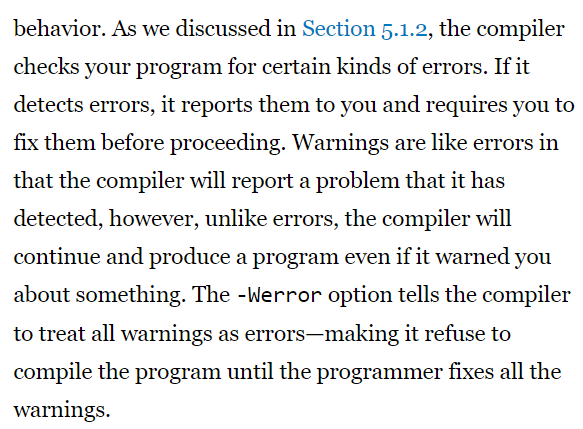 behavior. As we discussed in Section 5.1.2, the compiler
checks your program for certain kinds of errors. If it
detects errors, it reports them to you and requires you to
fix them before proceeding. Warnings are like errors in
that the compiler will report a problem that it has
detected, however, unlike errors, the compiler will
continue and produce a program even if it warned you
about something. The -Werror option tells the compiler
to treat all warnings as errors—making it refuse to
compile the program until the programmer fixes all the
warnings.